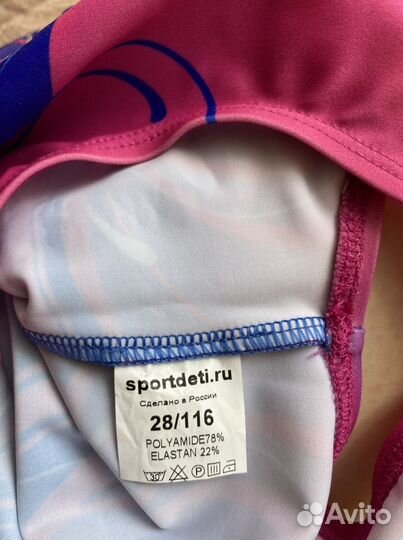 sportdeti.ru
Сделано в России
28/116
POLYAMIDE78%
ELASTAN 22%
30
Avito